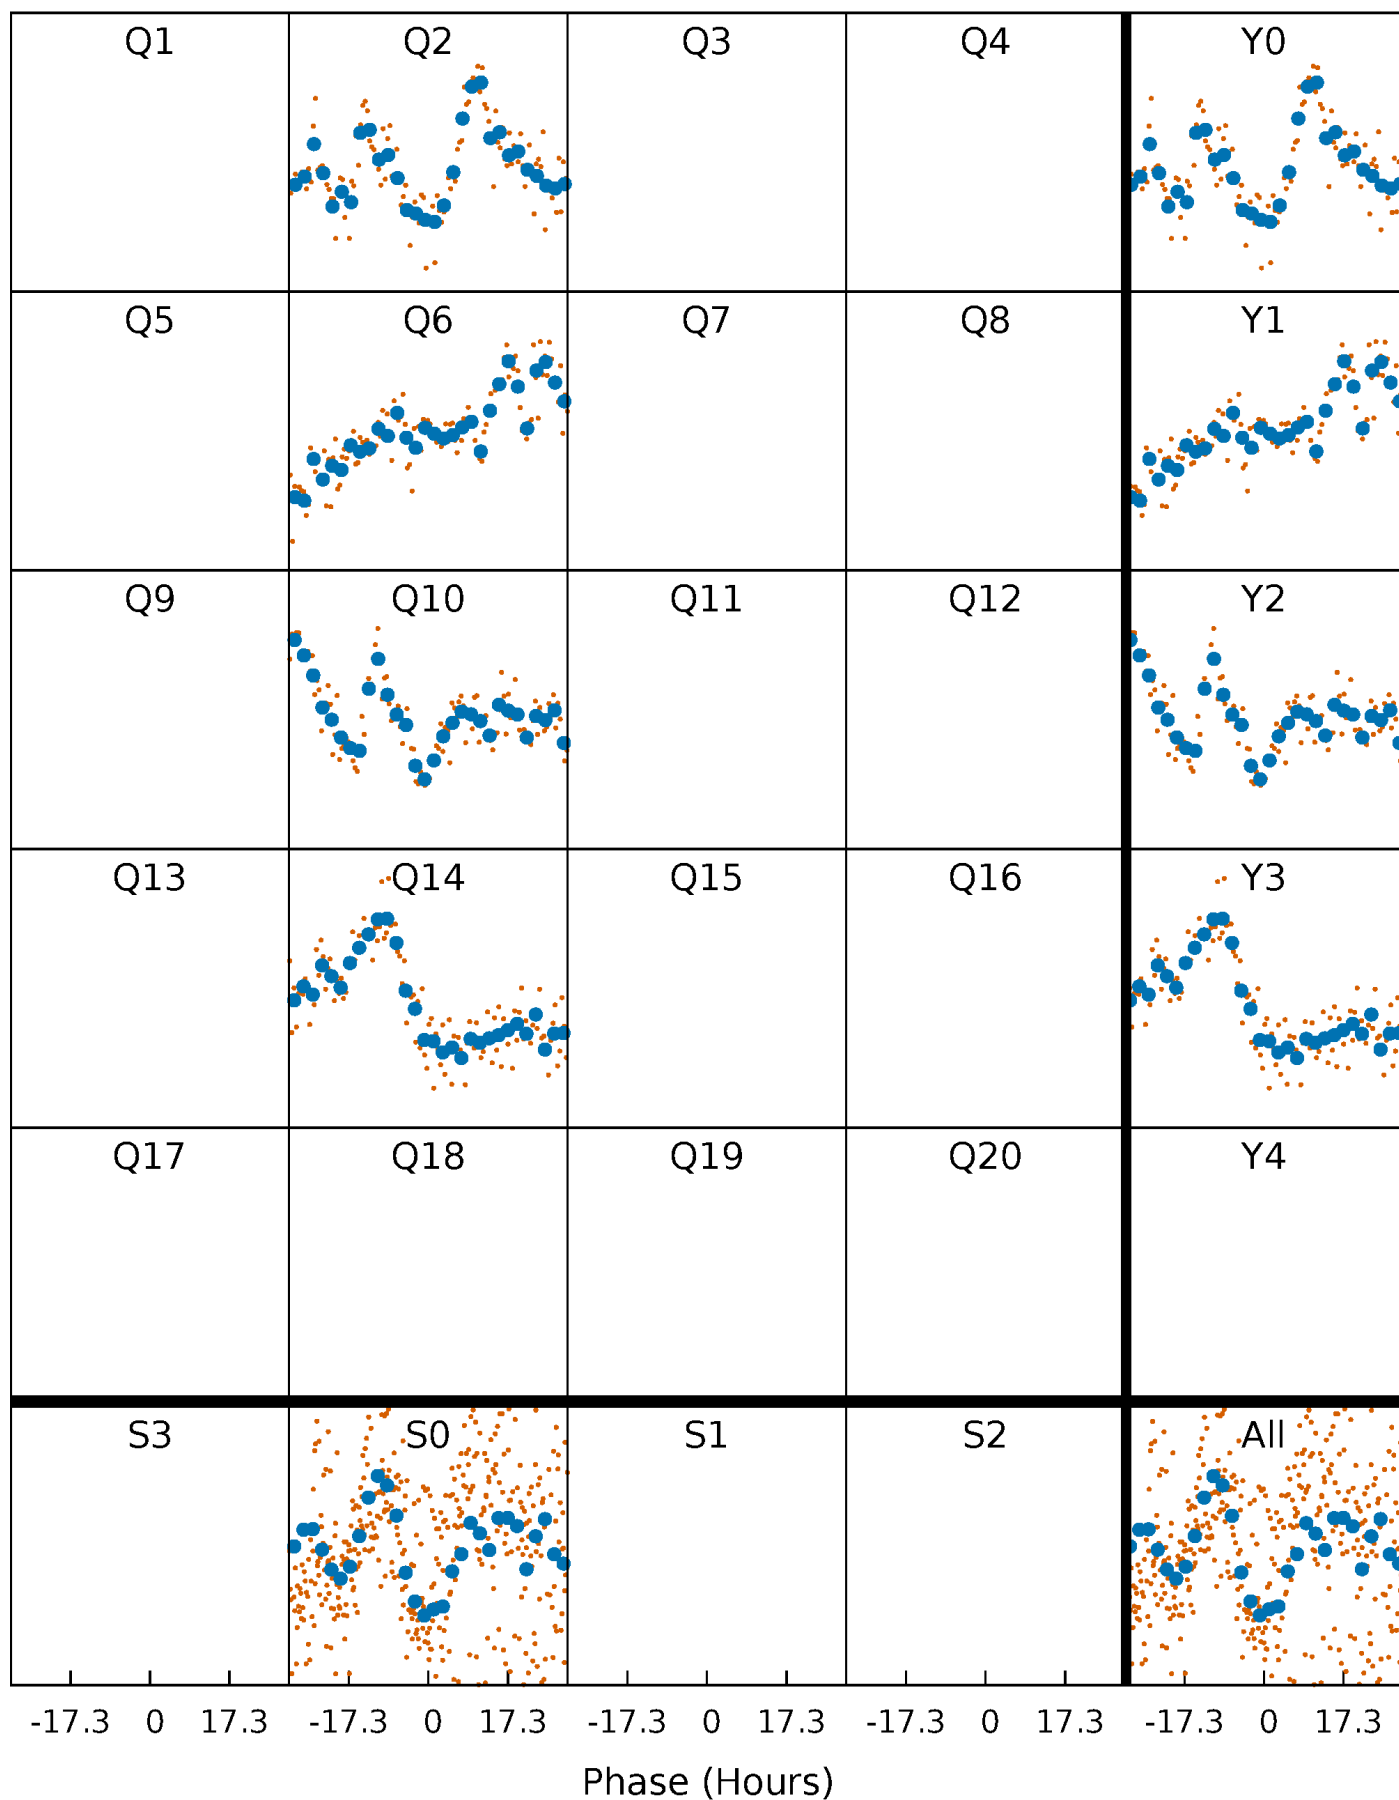 Q1 Q2 Q3 Q4 Y0
Q5 Q6 Q7 Q8 Y1
Q9 Q10 Q11 Q12 Y2
Q13 Q14 Q15 Q16 Y3
Q17 Q18 Q19 Q20 Y4
S3 S0 S1 S2 All
-17.3 0 17.3 -17.3 0 17.3 -17.3 0 17.3 -17.3 0 17.3 -17.3 0 17.3
Phase (Hours)